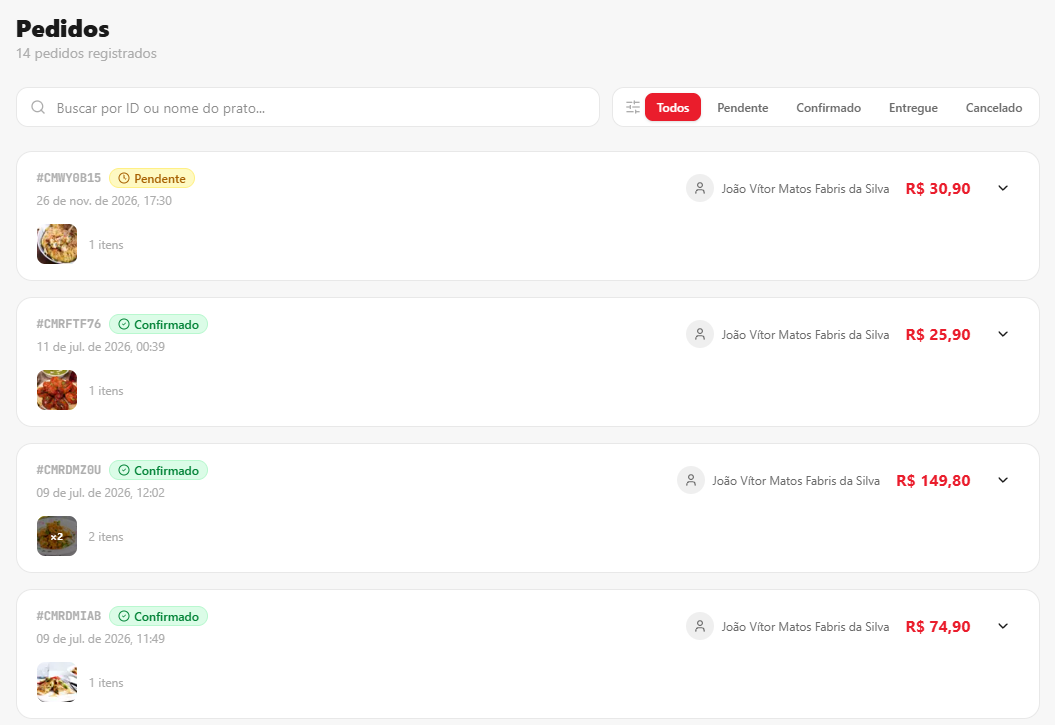 Pedidos
14 pedidos registrados
Buscar por ID ou nome do prato...
Todos Pendente Confirmado Entregue Cancelado
#CMWY0B15 Pendente
João Vítor Matos Fabris da Silva R$ 30,90
26 de nov. de 2026, 17:30
1 itens
#CMRFTF76 Confirmado
João Vítor Matos Fabris da Silva R$ 25,90
11 de jul. de 2026, 00:39
1 itens
#CMRDMZ0U Confirmado
João Vítor Matos Fabris da Silva R$ 149,80
09 de jul. de 2026, 12:02
×2 2 itens
#CMRDMIAB Confirmado
João Vítor Matos Fabris da Silva R$ 74,90
09 de jul. de 2026, 11:49
1 itens